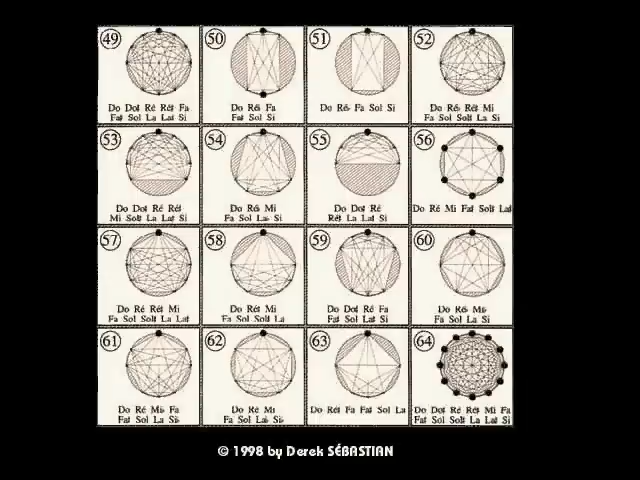 49
50
51
52
Do Do# Ré Ré# Fa
Fa# Sol La La# Si
Do Ré♭ Fa
Fa# Sol Si
Do Ré♭ Fa Sol Si
Do Ré♭ Ré# Mi
Fa# Sol Sol# La Si
53
54
55
56
Do Do# Ré Ré#
Mi Sol# La La# Si
Do Ré♭ Mi
Fa Sol La♭ Si
Do Do# Ré
Ré# La La# Si
Do Ré Mi Fa# Sol# La#
57
58
59
60
Do Ré Ré# Mi
Fa Sol Sol# La La#
Do Ré Mi
Fa Sol Sol# La
Do Do# Ré Fa
Fa# Sol La# Si
Do Ré♭ Mi♭
Fa Sol La Si
61
62
63
64
Do Ré Mi♭ Fa
Fa# Sol La Si♭
Do Ré Mi
Fa# Sol La♭ Si♭
Do Ré# Fa Fa# Sol La
Do Do# Ré Ré# Mi Fa
Fa# Sol Sol# La La# Si
© 1998 by Derek SÉBASTIAN